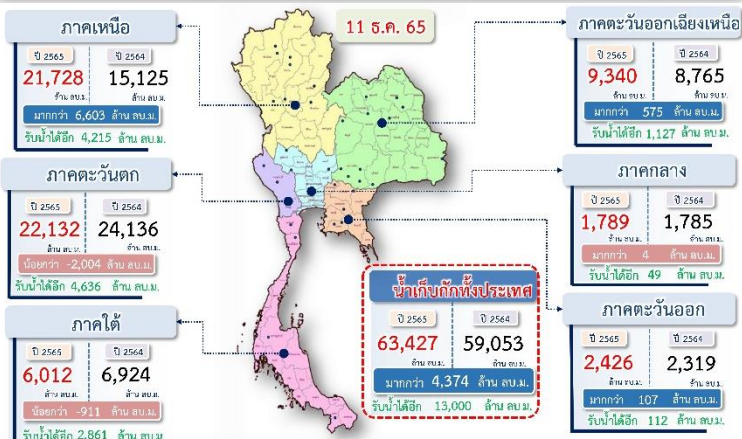 ภาคเหนือ
ปี 2565 ปี 2564
21,728 15,125
ล้าน ลบ.ม. ล้าน ลบ.ม.
มากกว่า 6,603 ล้าน ลบ.ม.
รับน้ำได้อีก 4,215 ล้าน ลบ.ม.
ภาคตะวันตก
ปี 2565 ปี 2564
22,132 24,136
ล้าน ลบ.ม. ล้าน ลบ.ม.
น้อยกว่า -2,004 ล้าน ลบ.ม.
รับน้ำได้อีก 4,636 ล้าน ลบ.ม.
ภาคใต้
ปี 2565 ปี 2564
6,012 6,924
ล้าน ลบ.ม. ล้าน ลบ.ม.
น้อยกว่า -911 ล้าน ลบ.ม.
รับน้ำได้อีก 2,861 ล้าน ลบ.ม
11 ธ.ค. 65
น้ำเก็บกักทั้งประเทศ
ปี 2565 ปี 2564
63,427 59,053
ล้าน ลบ.ม. ล้าน ลบ.ม.
มากกว่า 4,374 ล้าน ลบ.ม.
รับน้ำได้อีก 13,000 ล้าน ลบ.ม.
ภาคตะวันออกเฉียงเหนือ
ปี 2565 ปี 2564
9,340 8,765
ล้าน ลบ.ม. ล้าน ลบ.ม.
มากกว่า 575 ล้าน ลบ.ม.
รับน้ำได้อีก 1,127 ล้าน ลบ.ม.
ภาคกลาง
ปี 2565 ปี 2564
1,789 1,785
ล้าน ลบ.ม. ล้าน ลบ.ม.
มากกว่า 4 ล้าน ลบ.ม.
รับน้ำได้อีก 49 ล้าน ลบ.ม.
ภาคตะวันออก
ปี 2565 ปี 2564
2,426 2,319
ล้าน ลบ.ม. ล้าน ลบ.ม.
มากกว่า 107 ล้าน ลบ.ม.
รับน้ำได้อีก 112 ล้าน ลบ.ม.